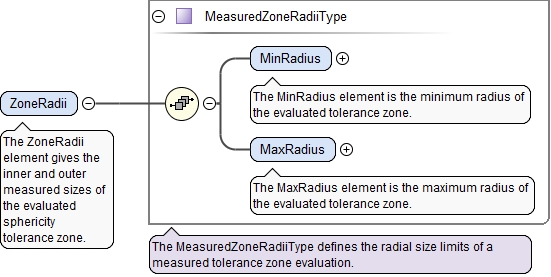 MeasuredZoneRadiiType
MinRadius
The MinRadius element is the minimum radius of
the evaluated tolerance zone.
ZoneRadii
The ZoneRadii
element gives the
inner and outer
measured sizes of
the evaluated
sphericity
tolerance zone.
MaxRadius
The MaxRadius element is the maximum radius of
the evaluated tolerance zone.
The MeasuredZoneRadiiType defines the radial size limits of a
measured tolerance zone evaluation.